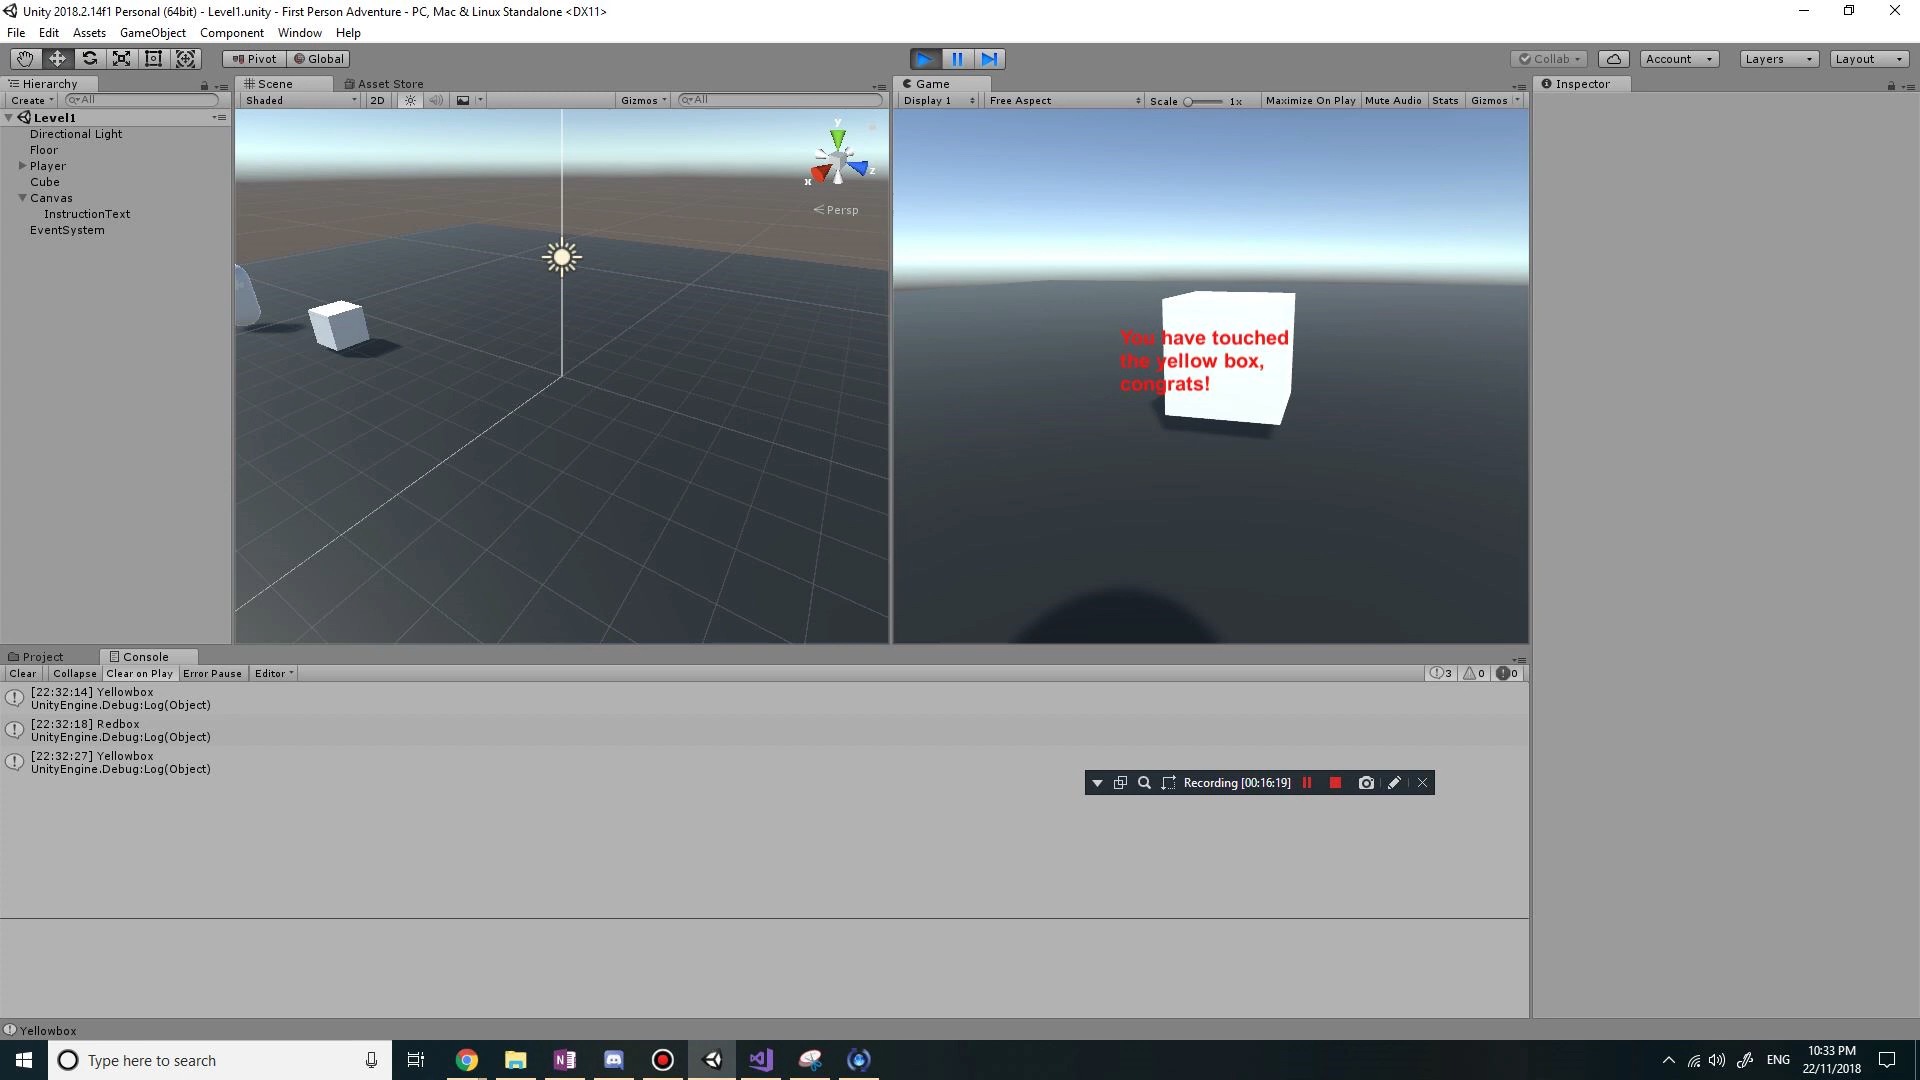 Unity 2018.2.14f1 Personal (64bit) - Level1.unity - First Person Adventure - PC, Mac & Linux Standalone <DX11>
File Edit Assets GameObject Component Window Help
Pivot Global Collab Account Layers Layout
Hierarchy Scene Asset Store Game Inspector
Create All Shaded 2D Gizmos All Display 1 Free Aspect Scale 1x Maximize On Play Mute Audio Stats Gizmos
Level1
Directional Light
Floor
Player
Cube
Canvas
InstructionText
EventSystem
y
x z
Persp
You have touched
the yellow box,
congrats!
Project Console
Clear Collapse Clear on Play Error Pause Editor 3 0 0
[22:32:14] Yellowbox
UnityEngine.Debug:Log(Object)
[22:32:18] Redbox
UnityEngine.Debug:Log(Object)
[22:32:27] Yellowbox
UnityEngine.Debug:Log(Object)
Recording [00:16:19]
Yellowbox
Type here to search
ENG
10:33 PM
22/11/2018